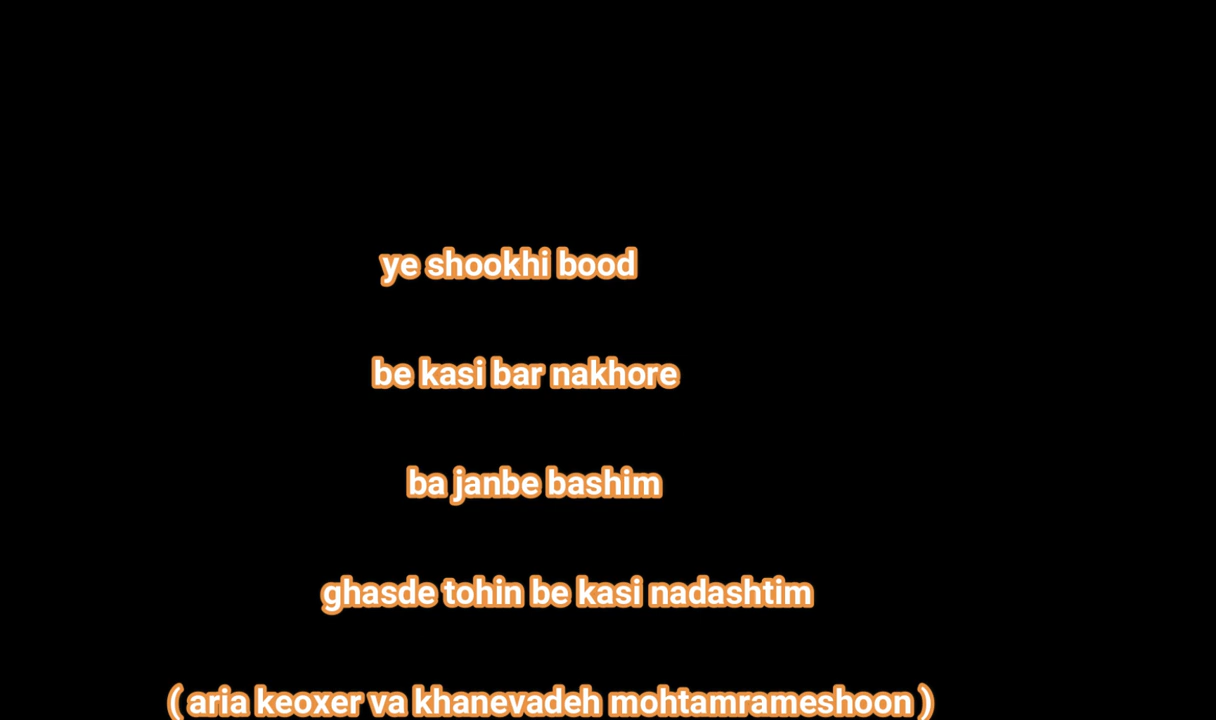 ye shookhi bood
be kasi bar nakhore
ba janbe bashim
ghasde tohin be kasi nadashtim
( aria keoxer va khanevadeh mohtamrameshoon )